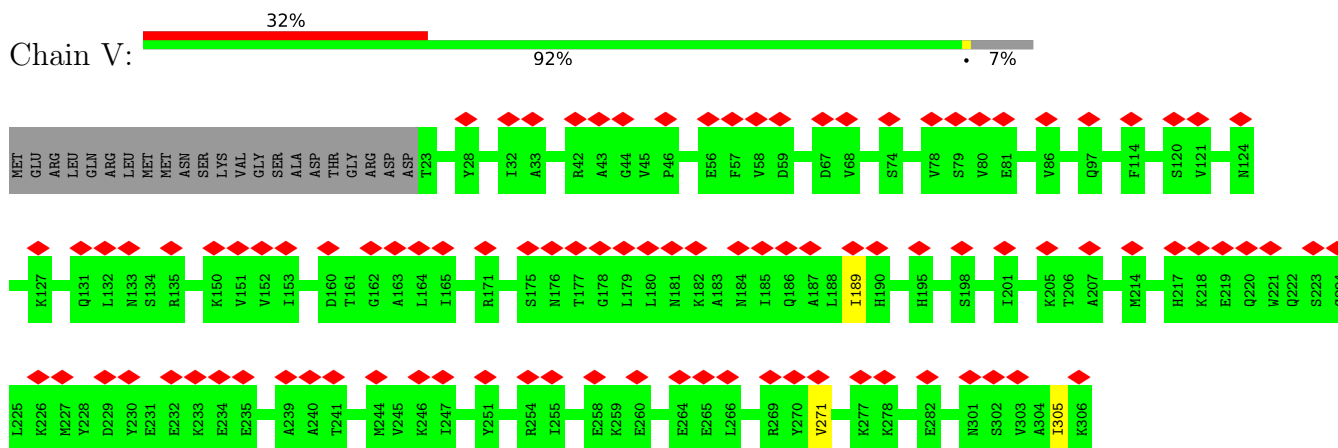 32%
Chain V:
92%
• 7%
MET GLU ARG LEU GLN ARG LEU MET MET ASN SER LYS VAL GLY SER ALA ASP THR GLY ARG ASP ASP T23 Y28 I32 A33 R42 A43 G44 V45 P46 E56 F57 V58 D59 D67 V68 S74 V78 S79 V80 E81 V86 Q97 F114 S120 V121 N124
K127 Q131 L132 N133 S134 R135 K150 V151 V152 I153 D160 T161 G162 A163 L164 I165 R171 S175 N176 T177 G178 L179 L180 N181 K182 A183 N184 I185 Q186 A187 L188 I189 H190 H195 S198 I201 K205 T206 A207 M214 H217 K218 E219 Q220 W221 Q222 S223
L225 K226 M227 Y228 D229 Y230 E231 E232 K233 E234 E235 A239 A240 T241 M244 V245 K246 I247 Y251 R254 I255 E258 K259 E260 E264 E265 L266 R269 Y270 V271 K277 K278 E282 N301 S302 V303 A304 I305 K306